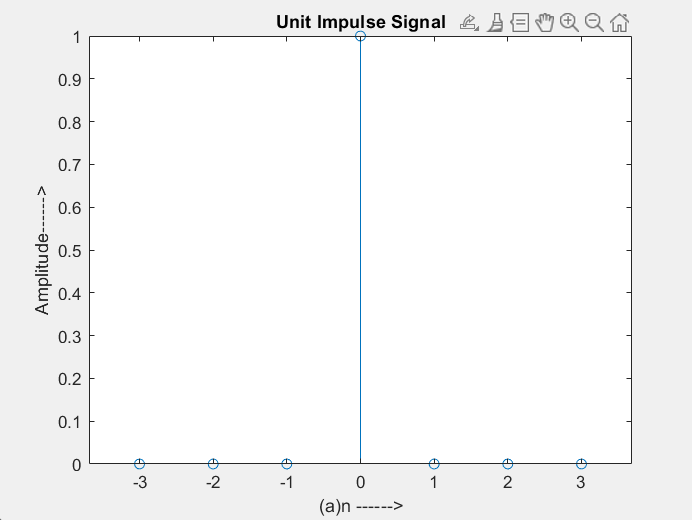 Unit Impulse Signal
1
0.9
0.8
0.7
0.6
0.5
0.4
0.3
0.2
0.1
0
Amplitude------>
-3 -2 -1 0 1 2 3
(a)n ------>